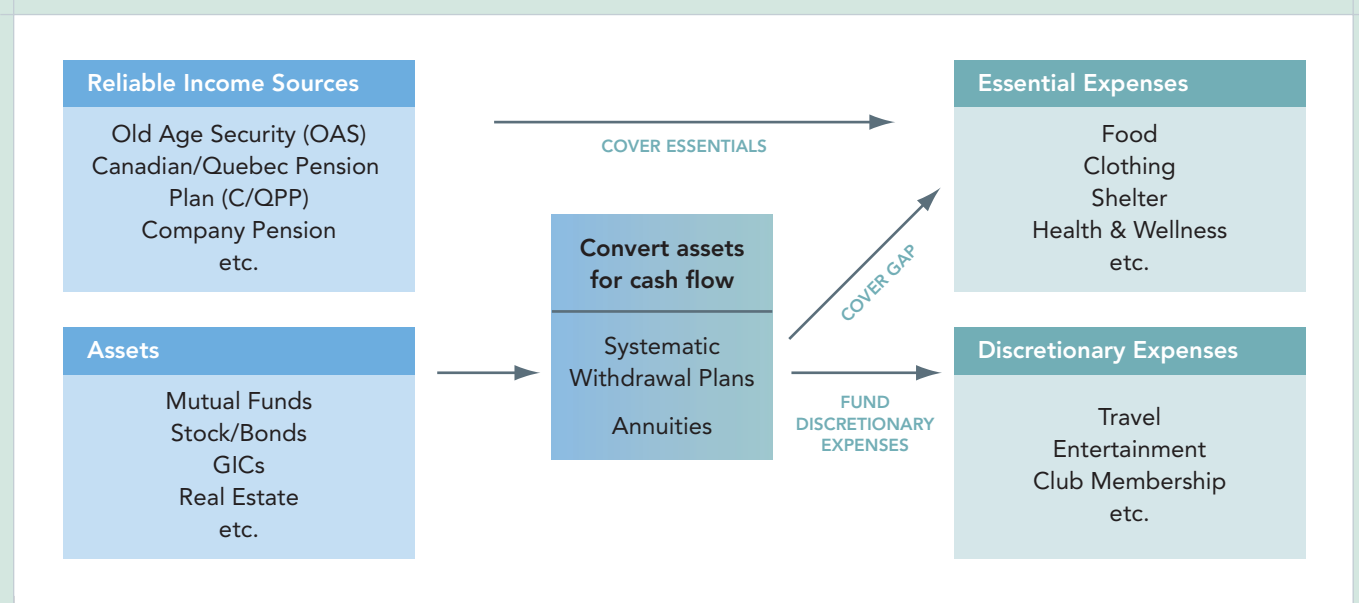 Reliable Income Sources
Old Age Security (OAS)
Canadian/Quebec Pension
Plan (C/QPP)
Company Pension
etc.
Assets
Mutual Funds
Stock/Bonds
GICs
Real Estate
etc.
COVER ESSENTIALS
Convert assets
for cash flow
Systematic
Withdrawal Plans
Annuities
COVER GAP
FUND
DISCRETIONARY
EXPENSES
Essential Expenses
Food
Clothing
Shelter
Health & Wellness
etc.
Discretionary Expenses
Travel
Entertainment
Club Membership
etc.